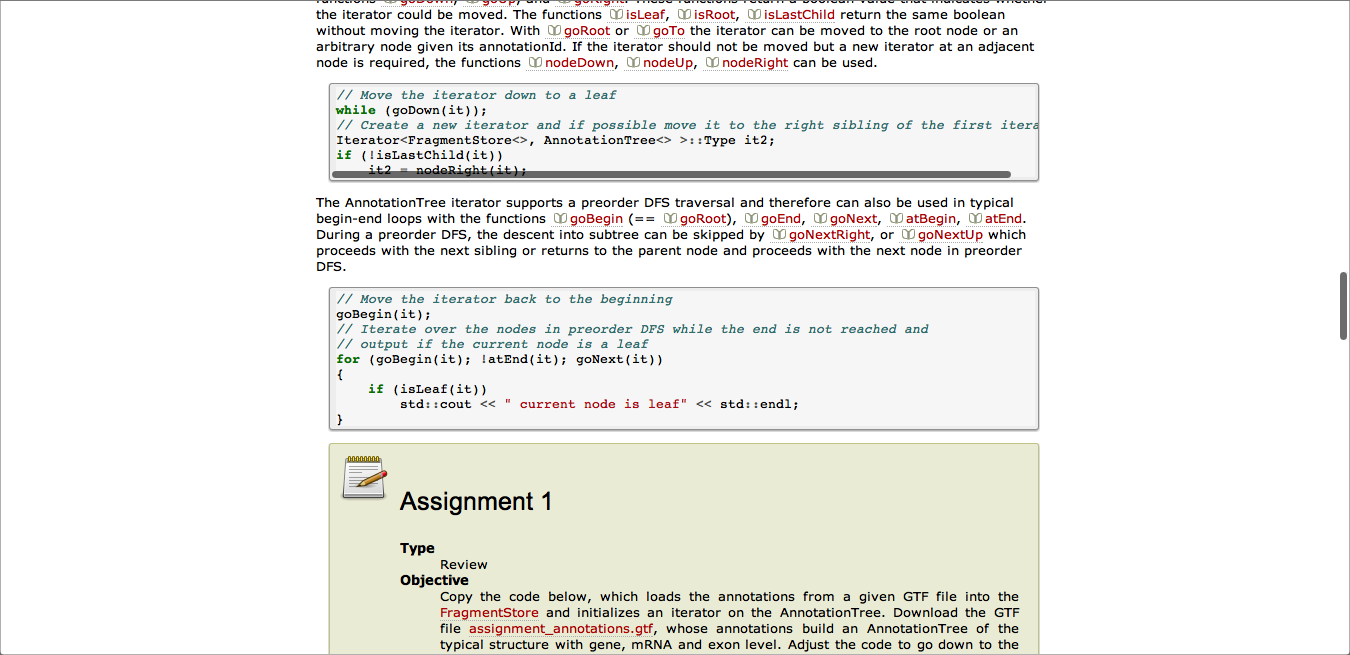 functions goDown, goUp, and goRight. These functions return a boolean value that indicates whether
the iterator could be moved. The functions isLeaf, isRoot, isLastChild return the same boolean
without moving the iterator. With goRoot or goTo the iterator can be moved to the root node or an
arbitrary node given its annotationId. If the iterator should not be moved but a new iterator at an adjacent
node is required, the functions nodeDown, nodeUp, nodeRight can be used.
// Move the iterator down to a leaf
while (goDown(it));
// Create a new iterator and if possible move it to the right sibling of the first itera
Iterator<FragmentStore<>, AnnotationTree<> >::Type it2;
if (!isLastChild(it))
    it2 = nodeRight(it);
The AnnotationTree iterator supports a preorder DFS traversal and therefore can also be used in typical
begin-end loops with the functions goBegin (== goRoot), goEnd, goNext, atBegin, atEnd.
During a preorder DFS, the descent into subtree can be skipped by goNextRight, or goNextUp which
proceeds with the next sibling or returns to the parent node and proceeds with the next node in preorder
DFS.
// Move the iterator back to the beginning
goBegin(it);
// Iterate over the nodes in preorder DFS while the end is not reached and
// output if the current node is a leaf
for (goBegin(it); !atEnd(it); goNext(it))
{
    if (isLeaf(it))
        std::cout << " current node is leaf" << std::endl;
}
Assignment 1
Type
Review
Objective
Copy the code below, which loads the annotations from a given GTF file into the
FragmentStore and initializes an iterator on the AnnotationTree. Download the GTF
file assignment_annotations.gtf, whose annotations build an AnnotationTree of the
typical structure with gene, mRNA and exon level. Adjust the code to go down to the